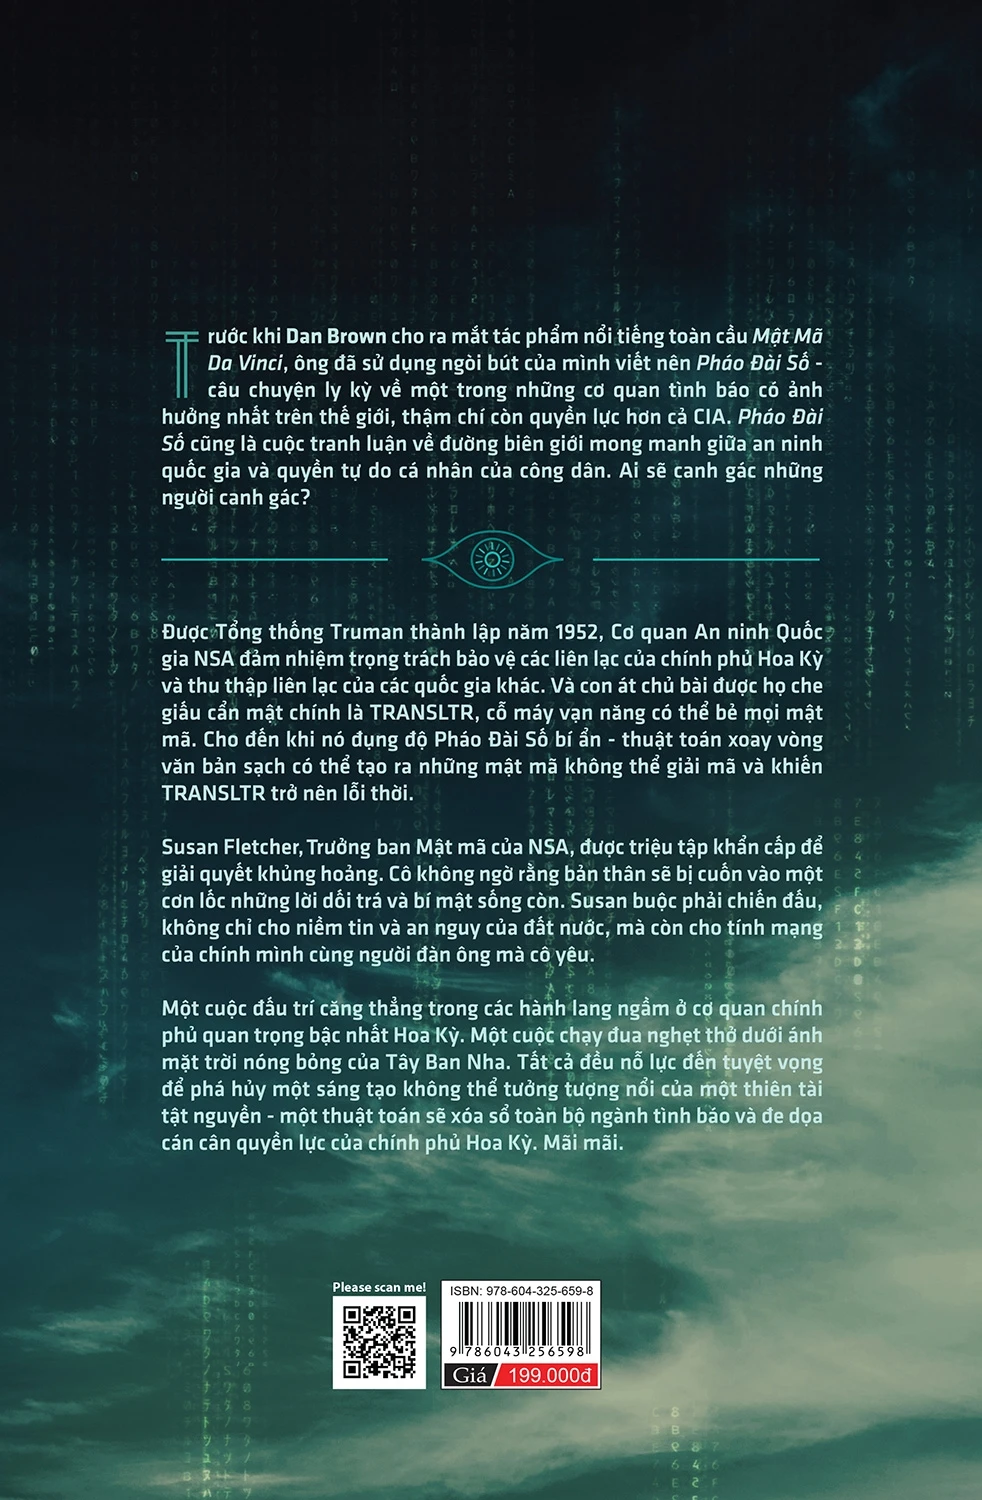 Trước khi Dan Brown cho ra mắt tác phẩm nổi tiếng toàn cầu Mật Mã
Da Vinci, ông đã sử dụng ngòi bút của mình viết nên Pháo Đài Số -
câu chuyện ly kỳ về một trong những cơ quan tình báo có ảnh
hưởng nhất trên thế giới, thậm chí còn quyền lực hơn cả CIA. Pháo Đài
Số cũng là cuộc tranh luận về đường biên giới mong manh giữa an ninh
quốc gia và quyền tự do cá nhân của công dân. Ai sẽ canh gác những
người canh gác?
Được Tổng thống Truman thành lập năm 1952, Cơ quan An ninh Quốc
gia NSA đảm nhiệm trọng trách bảo vệ các liên lạc của chính phủ Hoa Kỳ
và thu thập liên lạc của các quốc gia khác. Và con át chủ bài được họ che
giấu cẩn mật chính là TRANSLTR, cỗ máy vạn năng có thể bẻ mọi mật
mã. Cho đến khi nó đụng độ Pháo Đài Số bí ẩn - thuật toán xoay vòng
văn bản sạch có thể tạo ra những mật mã không thể giải mã và khiến
TRANSLTR trở nên lỗi thời.
Susan Fletcher, Trưởng ban Mật mã của NSA, được triệu tập khẩn cấp để
giải quyết khủng hoảng. Cô không ngờ rằng bản thân sẽ bị cuốn vào một
cơn lốc những lời dối trá và bí mật sống còn. Susan buộc phải chiến đấu,
không chỉ cho niềm tin và an nguy của đất nước, mà còn cho tính mạng
của chính mình cùng người đàn ông mà cô yêu.
Một cuộc đấu trí căng thẳng trong các hành lang ngầm ở cơ quan chính
phủ quan trọng bậc nhất Hoa Kỳ. Một cuộc chạy đua nghẹt thở dưới ánh
mặt trời nóng bỏng của Tây Ban Nha. Tất cả đều nỗ lực đến tuyệt vọng
để phá hủy một sáng tạo không thể tưởng tượng nổi của một thiên tài
tật nguyền - một thuật toán sẽ xóa sổ toàn bộ ngành tình báo và đe dọa
cán cân quyền lực của chính phủ Hoa Kỳ. Mãi mãi.
Please scan me!
ISBN: 978-604-325-659-8
9 786043 256598
Giá 199.000đ